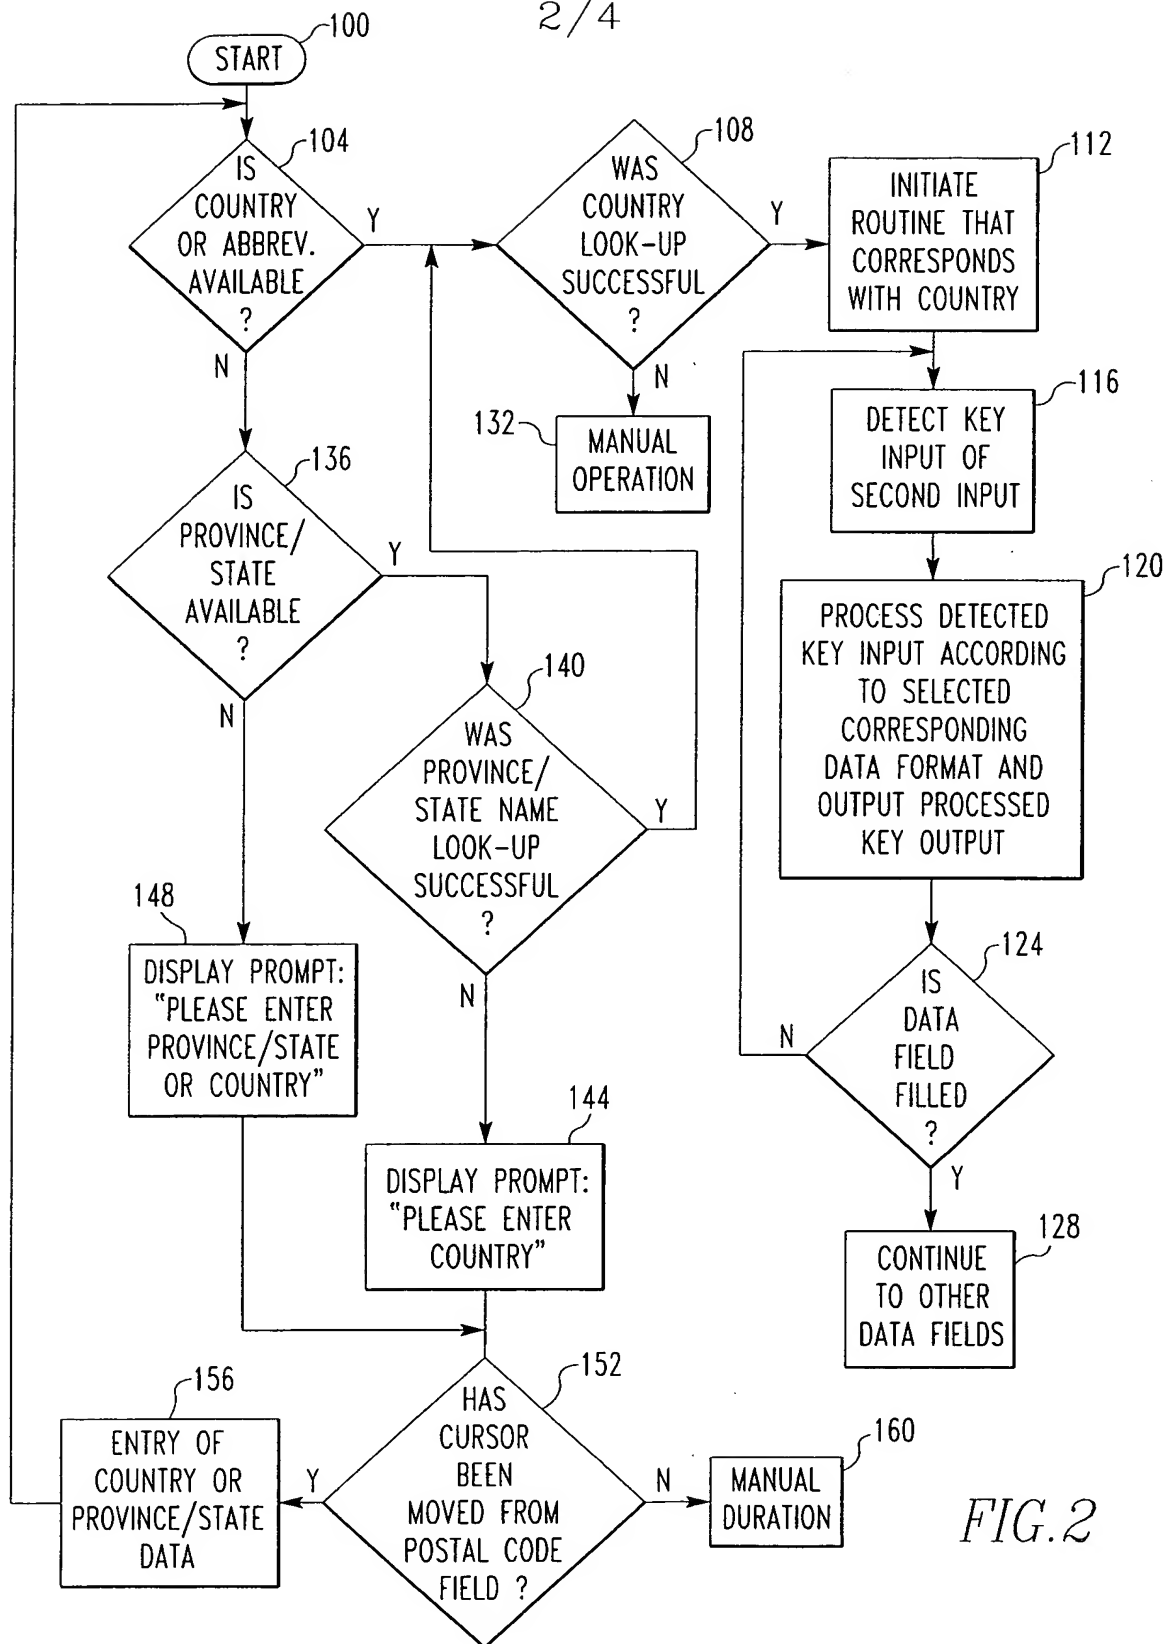 2/4
100
START
104
IS
COUNTRY
OR ABBREV.
AVAILABLE
?
Y
N
108
WAS
COUNTRY
LOOK-UP
SUCCESSFUL
?
Y
N
112
INITIATE
ROUTINE THAT
CORRESPONDS
WITH COUNTRY
132
MANUAL
OPERATION
116
DETECT KEY
INPUT OF
SECOND INPUT
136
IS
PROVINCE/
STATE
AVAILABLE
?
Y
N
120
PROCESS DETECTED
KEY INPUT ACCORDING
TO SELECTED
CORRESPONDING
DATA FORMAT AND
OUTPUT PROCESSED
KEY OUTPUT
140
WAS
PROVINCE/
STATE NAME
LOOK-UP
SUCCESSFUL
?
Y
N
148
DISPLAY PROMPT:
"PLEASE ENTER
PROVINCE/STATE
OR COUNTRY"
124
IS
DATA
FIELD
FILLED
?
N
Y
144
DISPLAY PROMPT:
"PLEASE ENTER
COUNTRY"
128
CONTINUE
TO OTHER
DATA FIELDS
152
HAS
CURSOR
BEEN
MOVED FROM
POSTAL CODE
FIELD ?
Y
N
156
ENTRY OF
COUNTRY OR
PROVINCE/STATE
DATA
160
MANUAL
DURATION
FIG.2